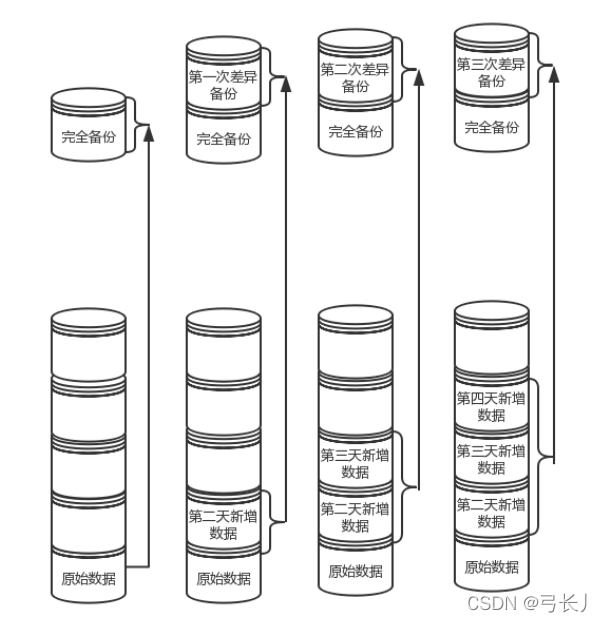 完全备份
第一次差异
备份
完全备份
第二次差异
备份
完全备份
第三次差异
备份
完全备份
原始数据
第二天新增
数据
原始数据
第三天新增
数据
第二天新增
数据
原始数据
第四天新增
数据
第三天新增
数据
第二天新增
数据
原始数据
CSDN @弓长丿